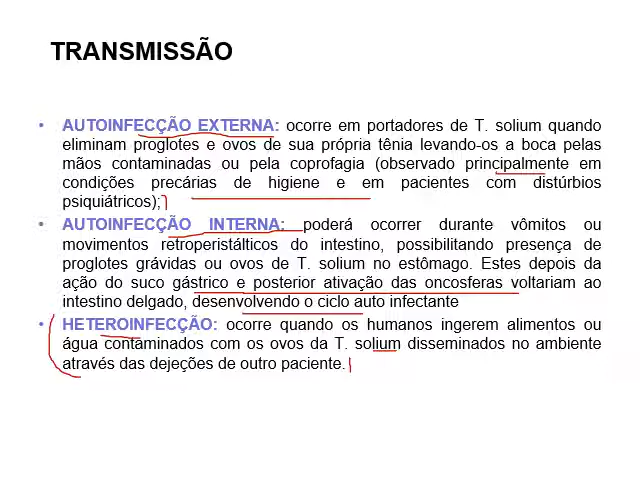 TRANSMISSÃO
• AUTOINFECÇÃO EXTERNA: ocorre em portadores de T. solium quando
eliminam proglotes e ovos de sua própria tênia levando-os a boca pelas
mãos contaminadas ou pela coprofagia (observado principalmente em
condições precárias de higiene e em pacientes com distúrbios
psiquiátricos);
• AUTOINFECÇÃO INTERNA: poderá ocorrer durante vômitos ou
movimentos retroperistálticos do intestino, possibilitando presença de
proglotes grávidas ou ovos de T. solium no estômago. Estes depois da
ação do suco gástrico e posterior ativação das oncosferas voltariam ao
intestino delgado, desenvolvendo o ciclo auto infectante
• HETEROINFECÇÃO: ocorre quando os humanos ingerem alimentos ou
água contaminados com os ovos da T. solium disseminados no ambiente
através das dejeções de outro paciente.